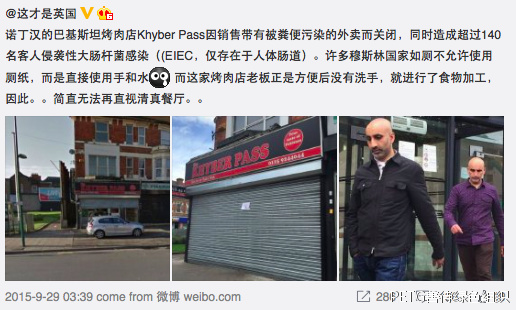 @这才是英国
诺丁汉的巴基斯坦烤肉店Khyber Pass因销售带有被粪便污染的外卖而关闭，同时造成超过140
名客人侵袭性大肠杆菌感染（(EIEC，仅存在于人体肠道）。许多穆斯林国家如厕不允许使用
厕纸，而是直接使用手和水 而这家烤肉店老板正是方便后没有洗手，就进行了食物加工，
因此。。简直无法再直视清真餐厅。。
KHYBER PASS
2015-9-29 03:39 come from 微博 weibo.com